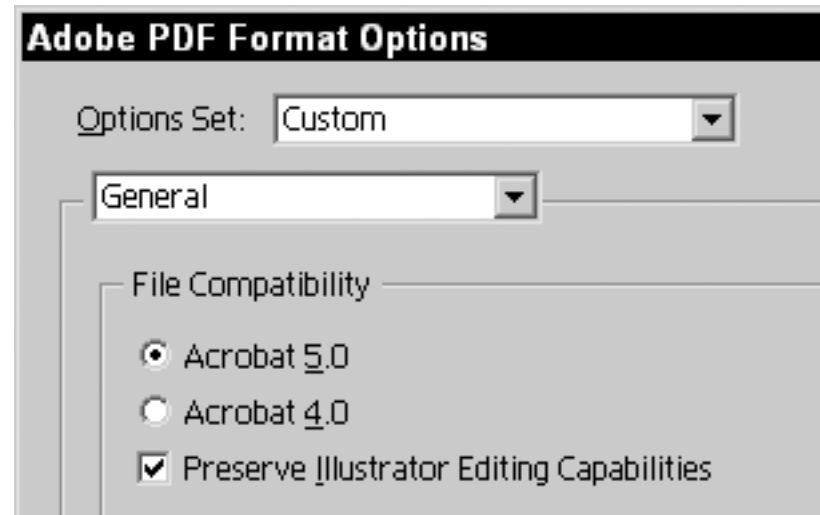 Adobe PDF Format Options
Options Set: Custom
General
File Compatibility
Acrobat 5.0
Acrobat 4.0
Preserve Illustrator Editing Capabilities